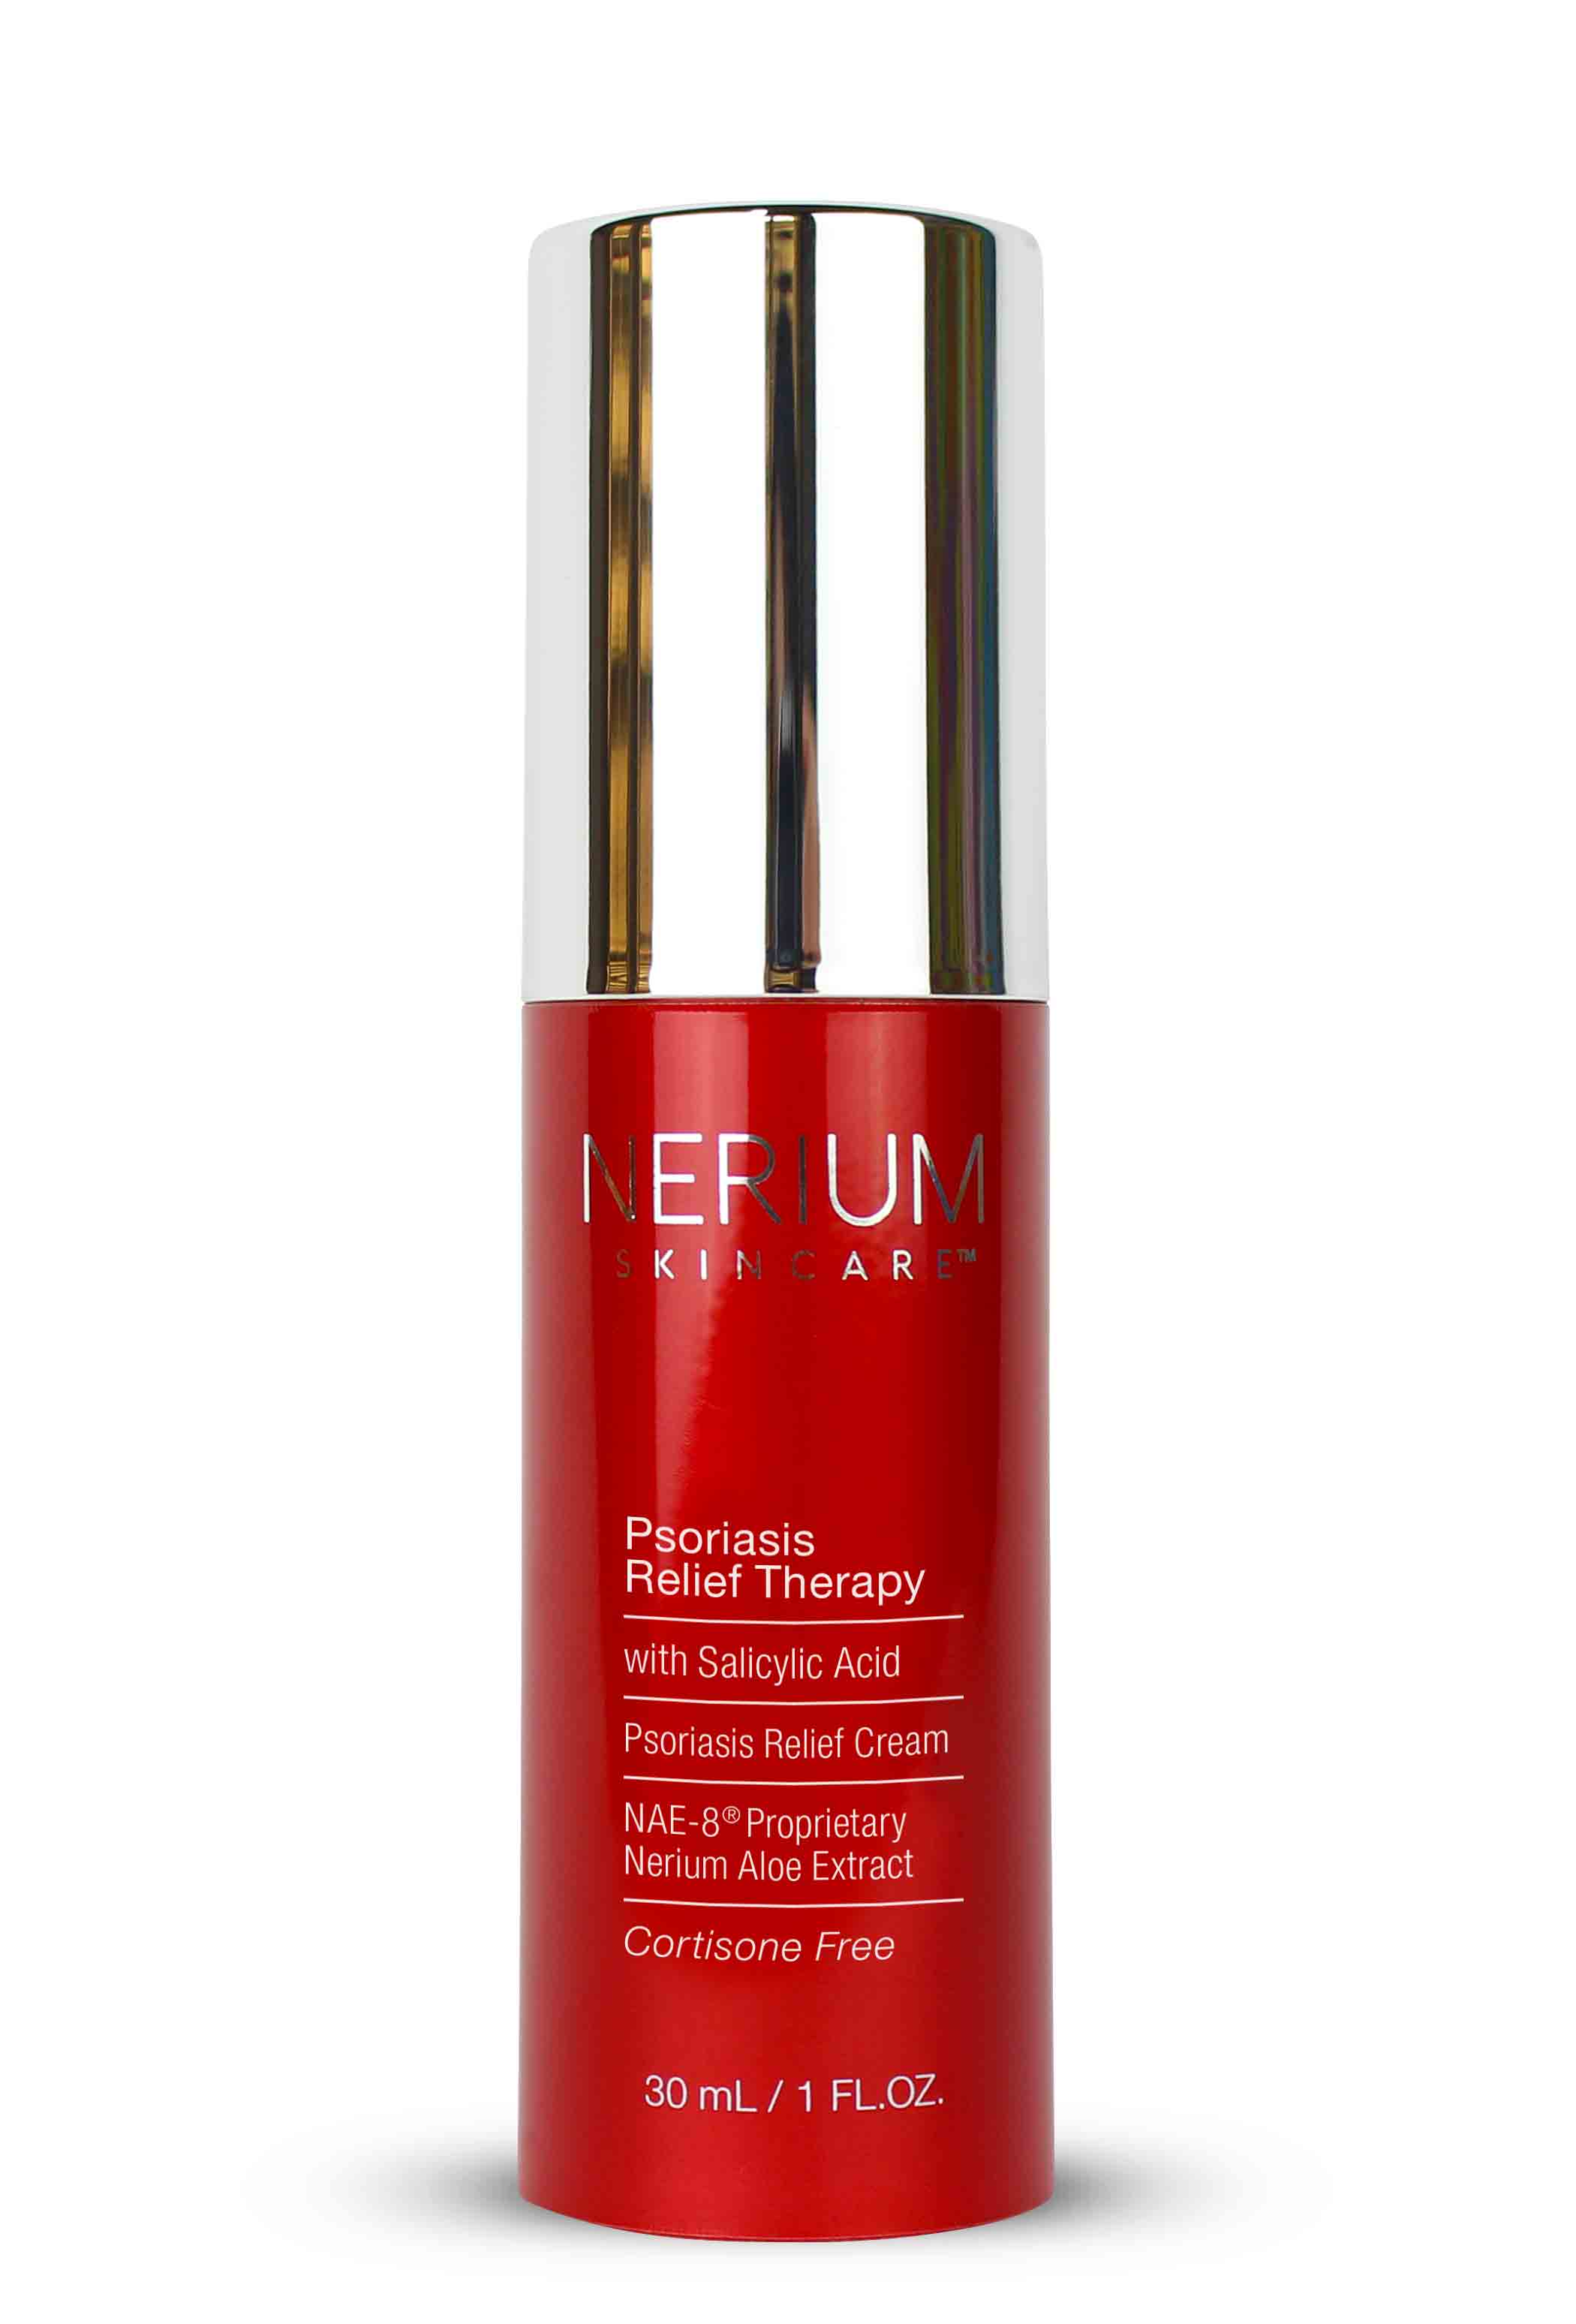 NERIUM
SKINCARE™
Psoriasis
Relief Therapy
with Salicylic Acid
Psoriasis Relief Cream
NAE-8® Proprietary
Nerium Aloe Extract
Cortisone Free
30 mL / 1 FL.OZ.